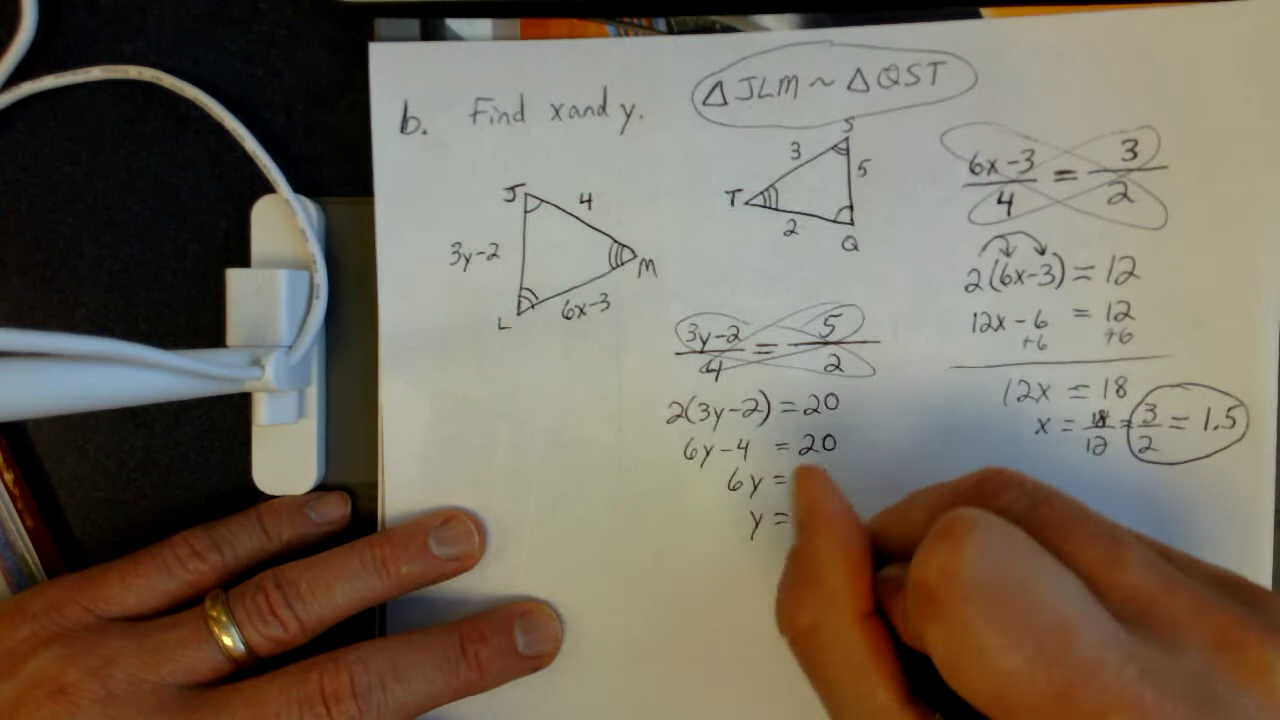 b. Find x and y.
△JLM ~ △QST
J
4
3y-2
M
L
6x-3
S
3
5
T
2
Q
6x-3 = 3
4 2
2(6x-3) = 12
12x-6 = 12
+6 +6
12x = 18
x = 18/12 = 3/2 = 1.5
3y-2 = 5
4 2
2(3y-2) = 20
6y-4 = 20
6y =
y =